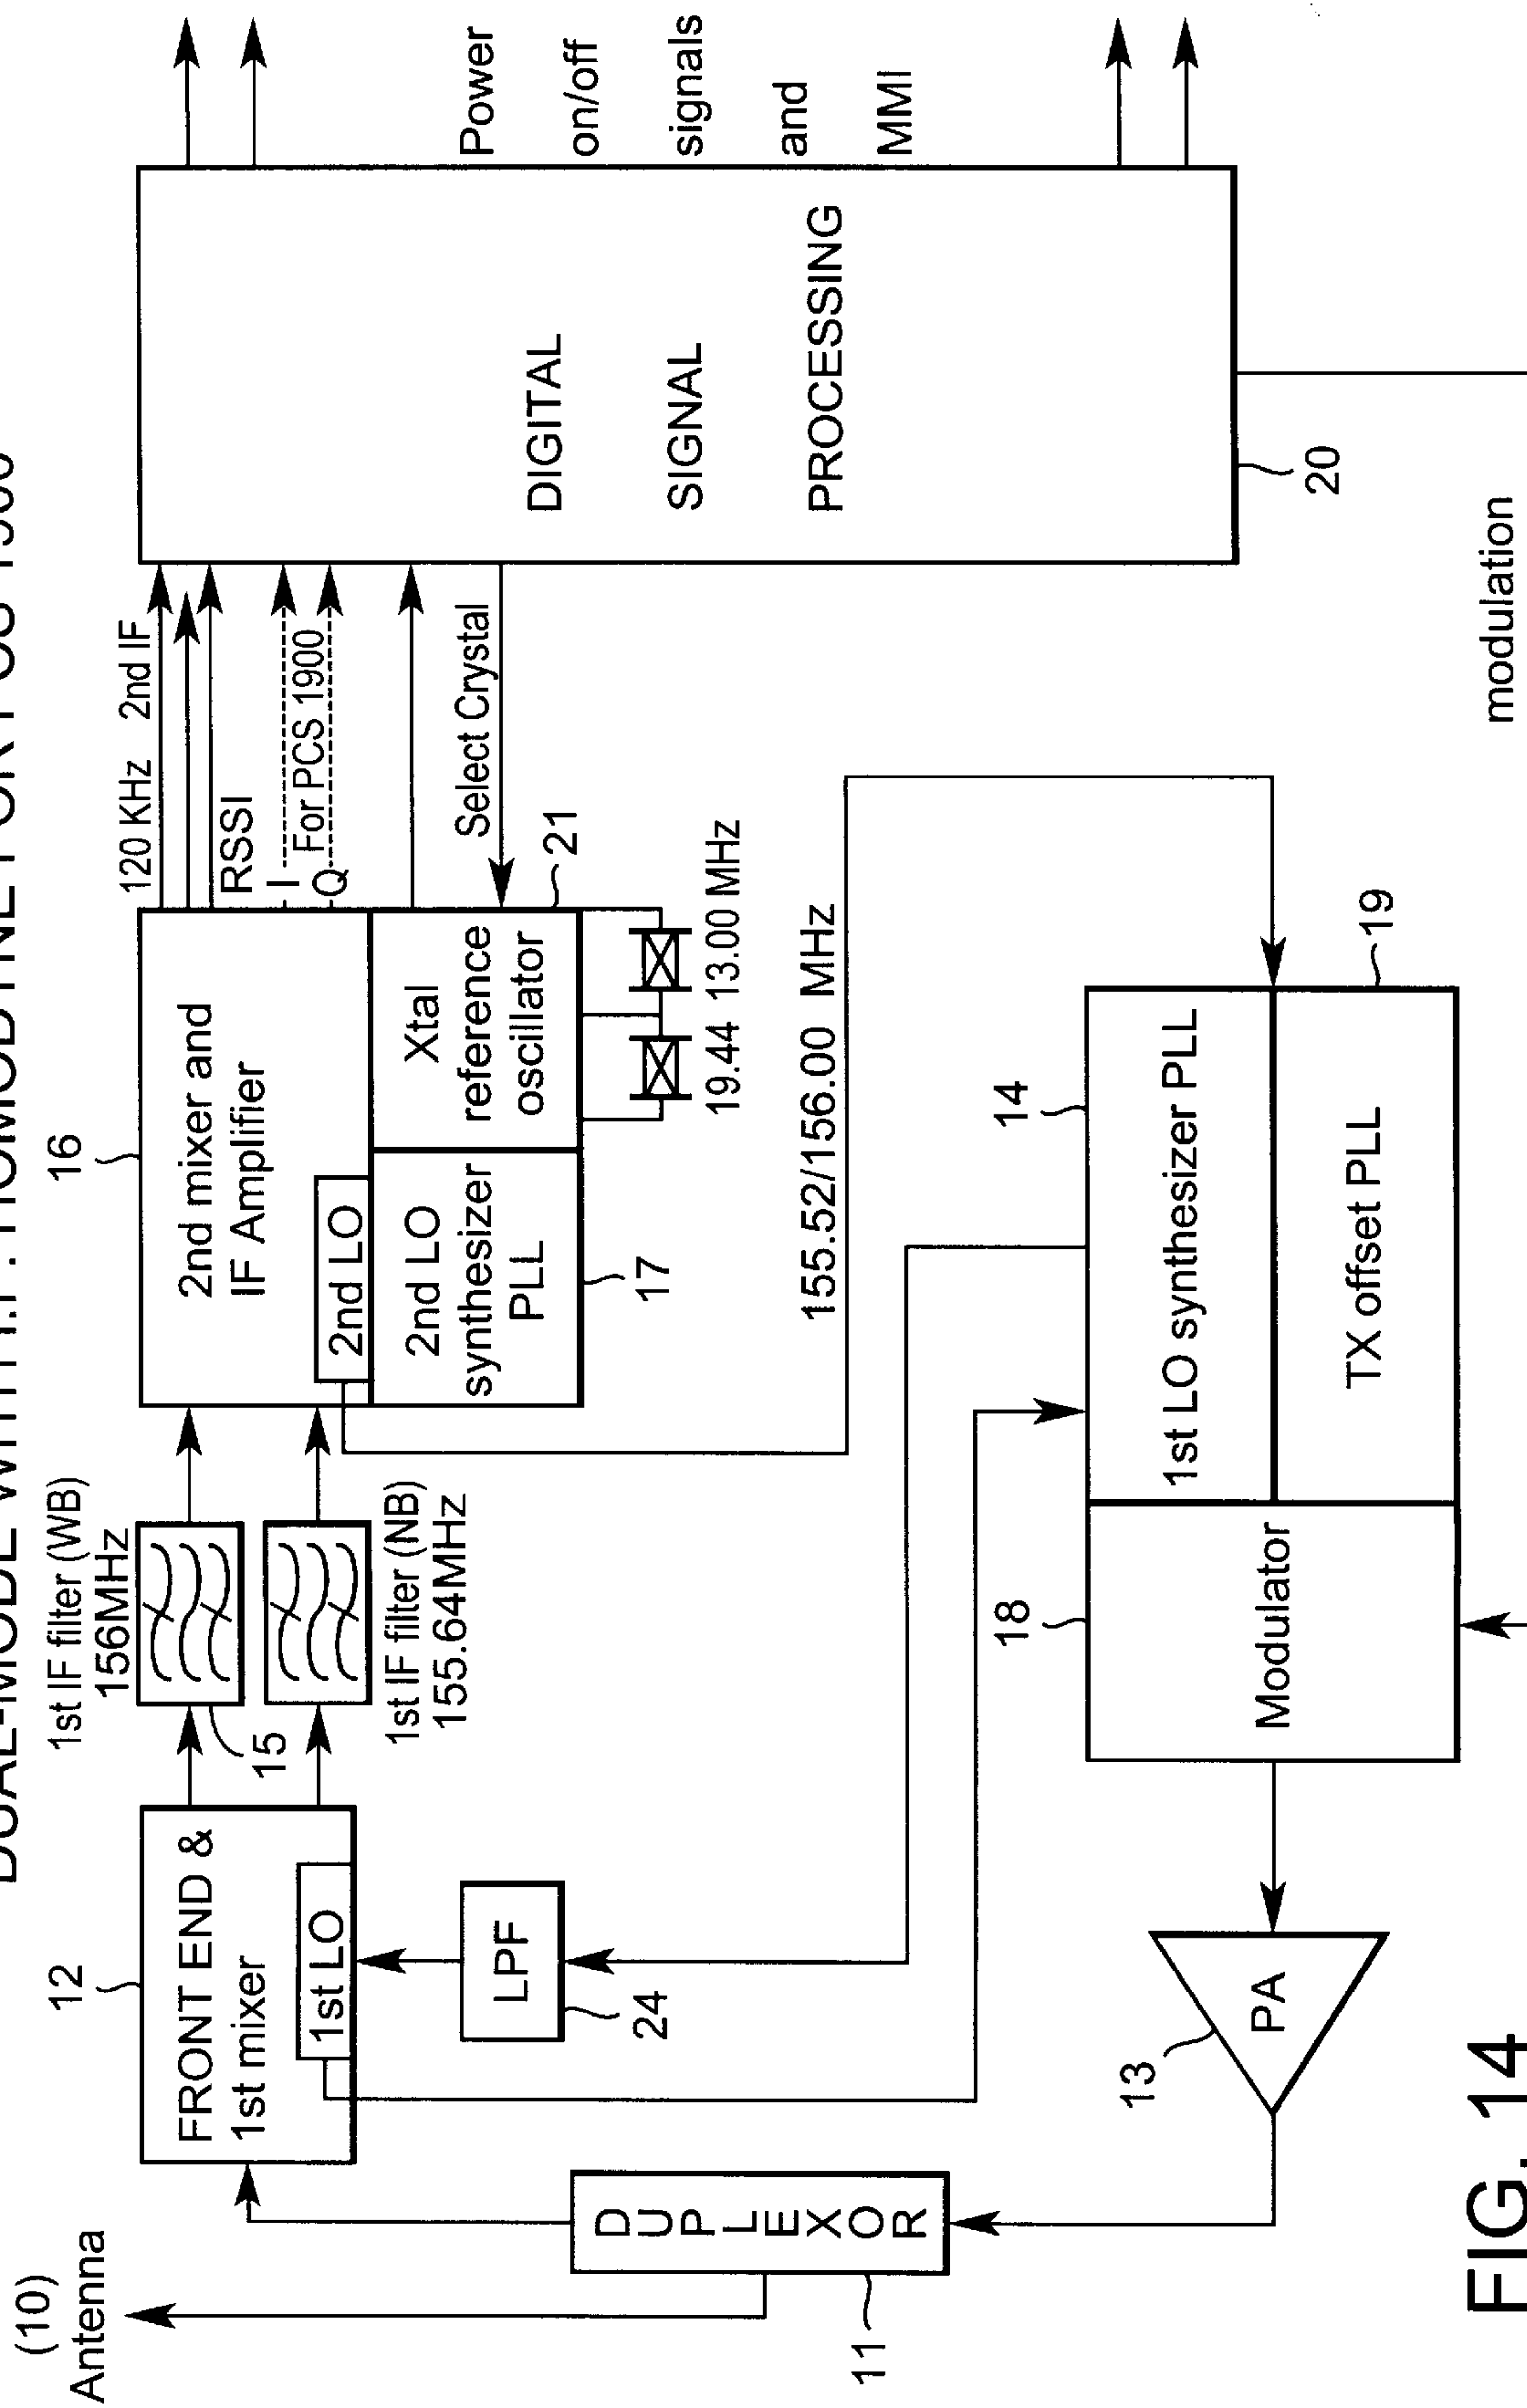 DUAL-MODE WITH I.F. HOMODYNE FOR PCS 1900
(10)
Antenna
12
FRONT END &
1st mixer
1st LO
1st IF filter (WB)
156MHz
15
1st IF filter (NB)
155.64MHz
16
2nd mixer and
IF Amplifier
2nd LO
2nd LO
synthesizer
PLL
17
Xtal
reference
oscillator
21
19.44 13.00 MHz
120 KHz 2nd IF
RSSI
I
For PCS 1900
Q
Select Crystal
DIGITAL
SIGNAL
PROCESSING
20
Power
on/off
signals
and
MMI
LPF
24
155.52/156.00 MHz
DUPLEXOR
11
13
PA
18
Modulator
14
1st LO synthesizer PLL
TX offset PLL
19
modulation
FIG. 14